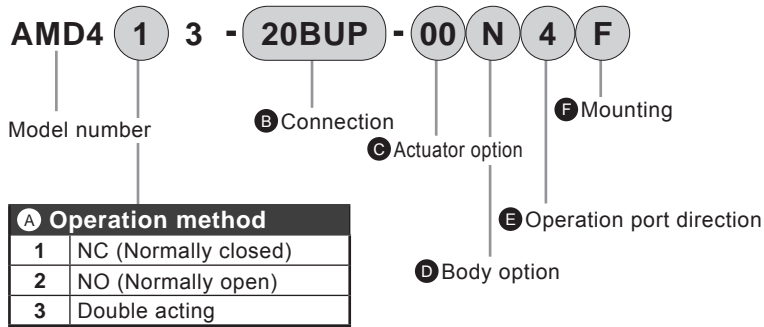 AMD4 1 3 - 20BUP - 00 N 4 F
F Mounting
B Connection
Model number
C Actuator option
A Operation method
E Operation port direction
1 NC (Normally closed)
2 NO (Normally open)
D Body option
3 Double acting